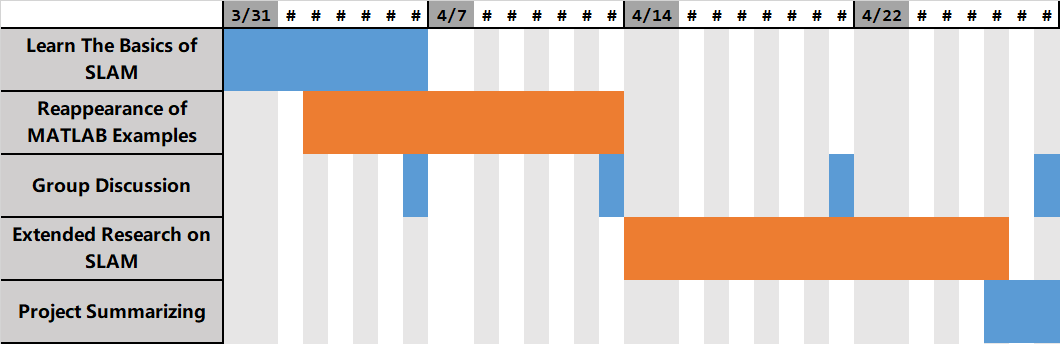 3/31 # # # # # # 4/7 # # # # # # 4/14 # # # # # # # 4/22 # # # # # #
Learn The Basics of
SLAM
Reappearance of
MATLAB Examples
Group Discussion
Extended Research on
SLAM
Project Summarizing